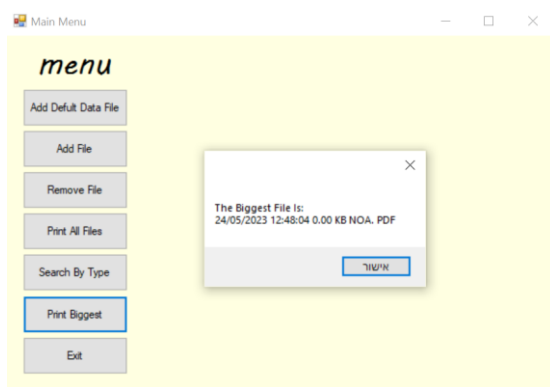 Main Menu
menu
Add Defult Data File
Add File
Remove File
Print All Files
Search By Type
Print Biggest
Exit
The Biggest File Is:
24/05/2023 12:48:04 0.00 KB NOA. PDF
אישור